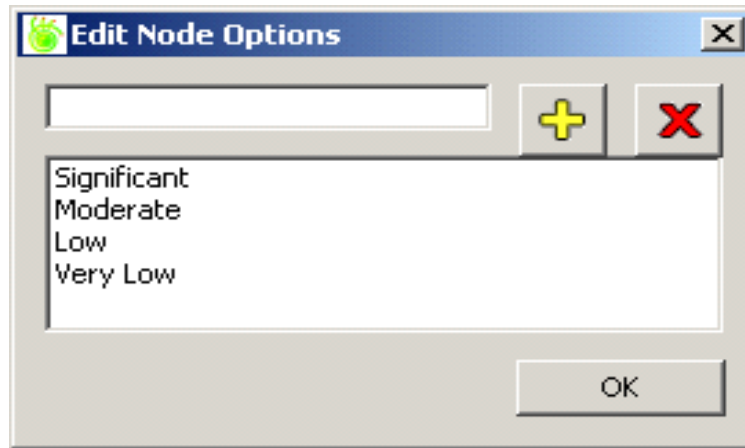 Edit Node Options
Significant
Moderate
Low
Very Low
OK